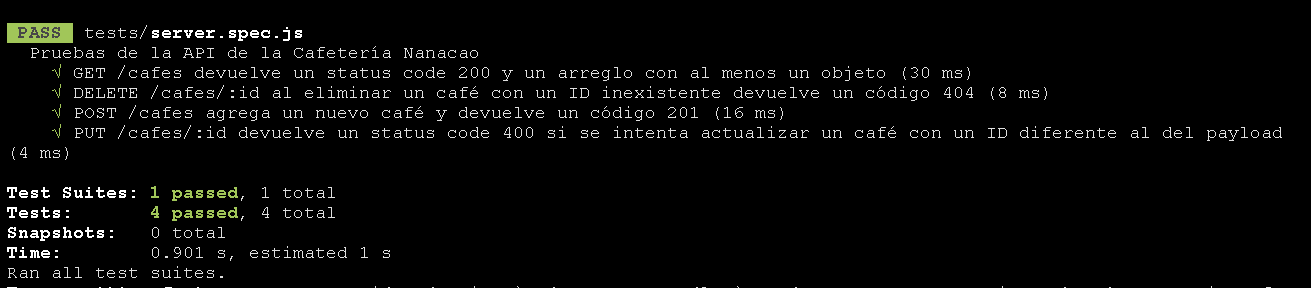 PASS tests/server.spec.js
Pruebas de la API de la Cafetería Nanacao
√ GET /cafes devuelve un status code 200 y un arreglo con al menos un objeto (30 ms)
√ DELETE /cafes/:id al eliminar un café con un ID inexistente devuelve un código 404 (8 ms)
√ POST /cafes agrega un nuevo café y devuelve un código 201 (16 ms)
√ PUT /cafes/:id devuelve un status code 400 si se intenta actualizar un café con un ID diferente al del payload
(4 ms)
Test Suites: 1 passed, 1 total
Tests: 4 passed, 4 total
Snapshots: 0 total
Time: 0.901 s, estimated 1 s
Ran all test suites.